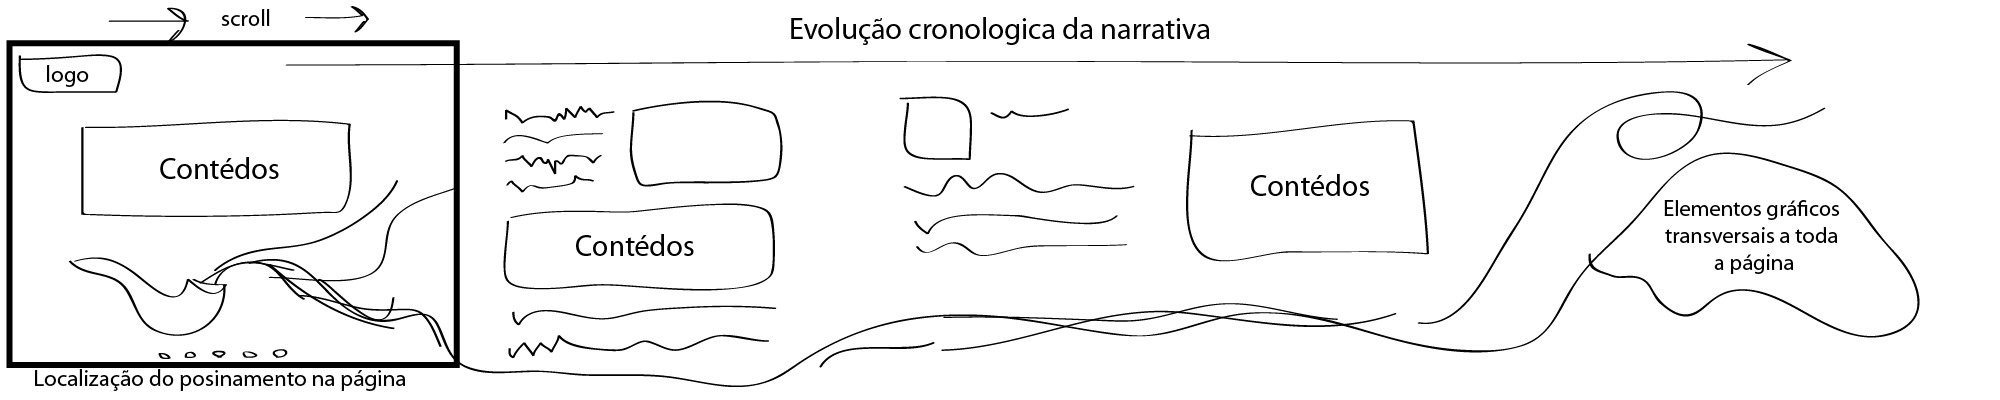 scroll
Evolução cronologica da narrativa
logo
Contédos
Contédos
Contédos
Elementos gráficos
transversais a toda
a página
Localização do posinamento na página